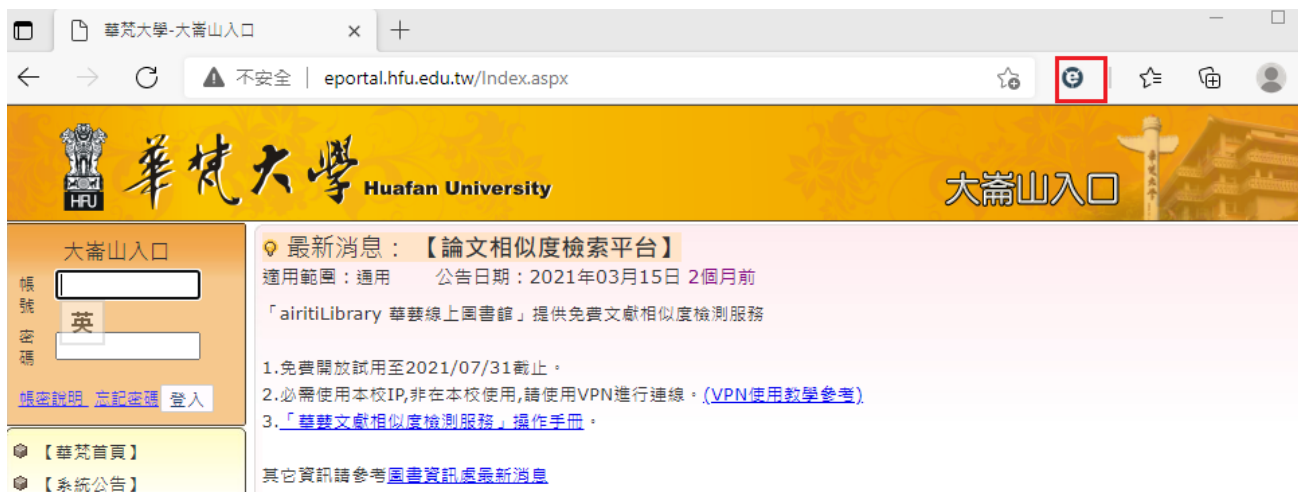 華梵大學-大崙山入口
不安全 | eportal.hfu.edu.tw/Index.aspx
HFU
華梵大學 Huafan University
大崙山入口
大崙山入口
帳號
英
密碼
帳密說明 忘記密碼 登入
【華梵首頁】
【系統公告】
最新消息：【論文相似度檢索平台】
適用範圍：通用 公告日期：2021年03月15日 2個月前
「airitiLibrary 華藝線上圖書館」提供免費文獻相似度檢測服務
1.免費開放試用至2021/07/31截止。
2.必需使用本校IP,非在本校使用,請使用VPN進行連線。(VPN使用教學參考)
3.「華藝文獻相似度檢測服務」操作手冊。
其它資訊請參考圖書資訊處最新消息